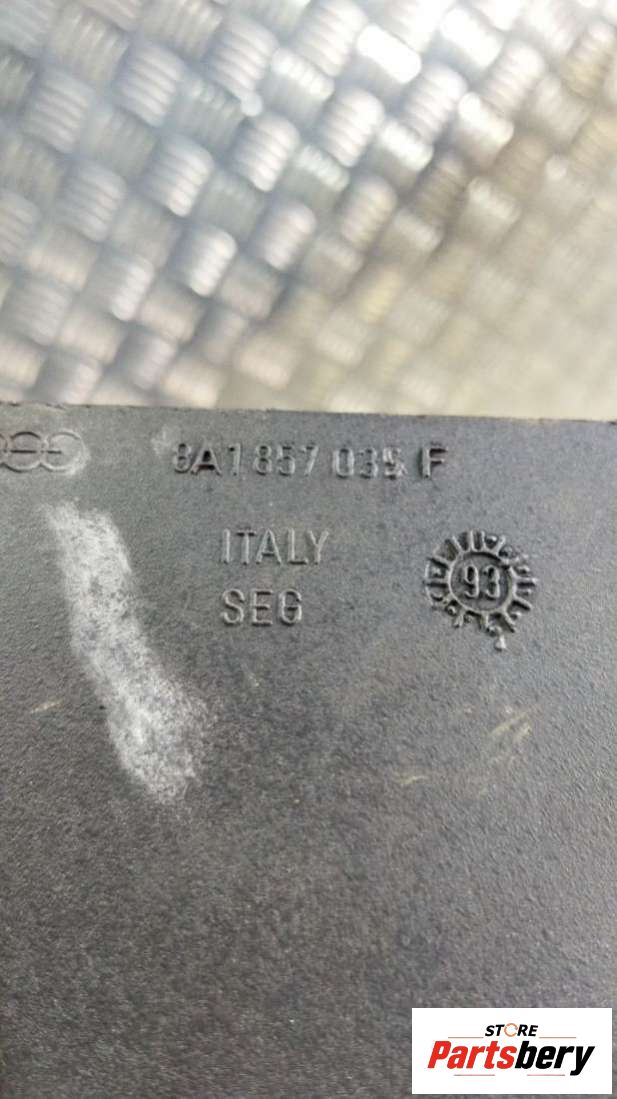 8A1 857 035 F
ITALY
SEG
93
STORE
Partsbery